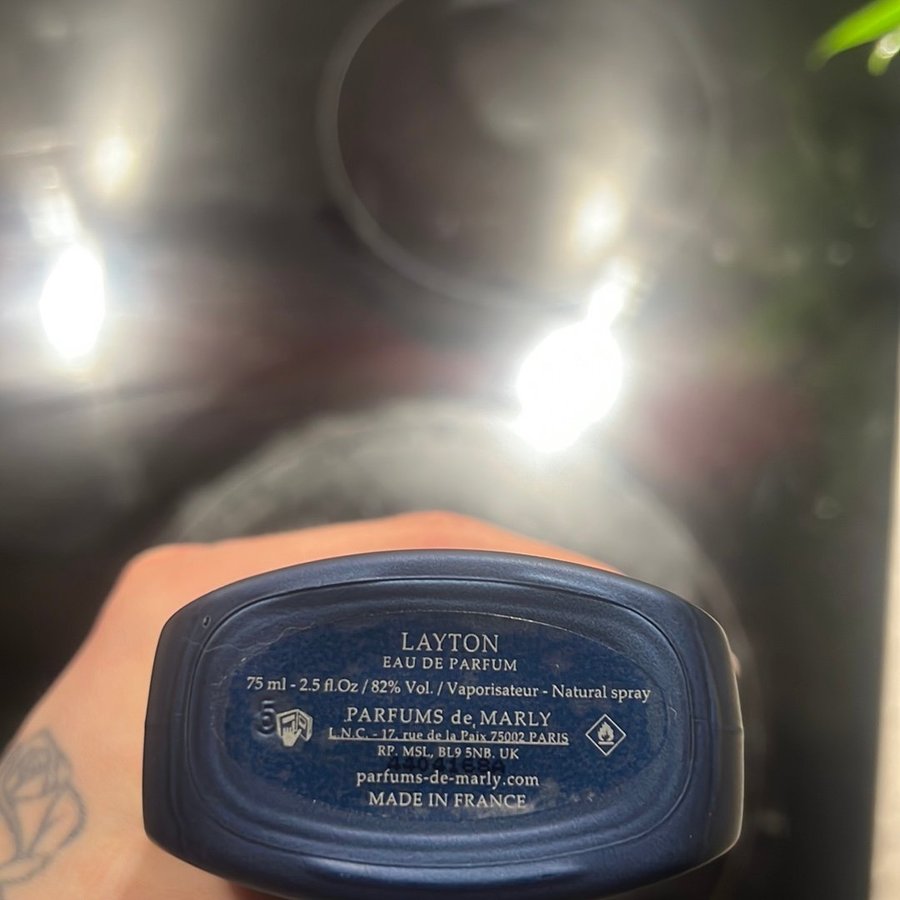 LAYTON
EAU DE PARFUM
75 ml - 2.5 fl.Oz / 82% Vol. / Vaporisateur - Natural spray
5
PARFUMS de MARLY
L.N.C. - 17, rue de la Paix 75002 PARIS
RP. MSL, BL9 5NB. UK
parfums-de-marly.com
MADE IN FRANCE